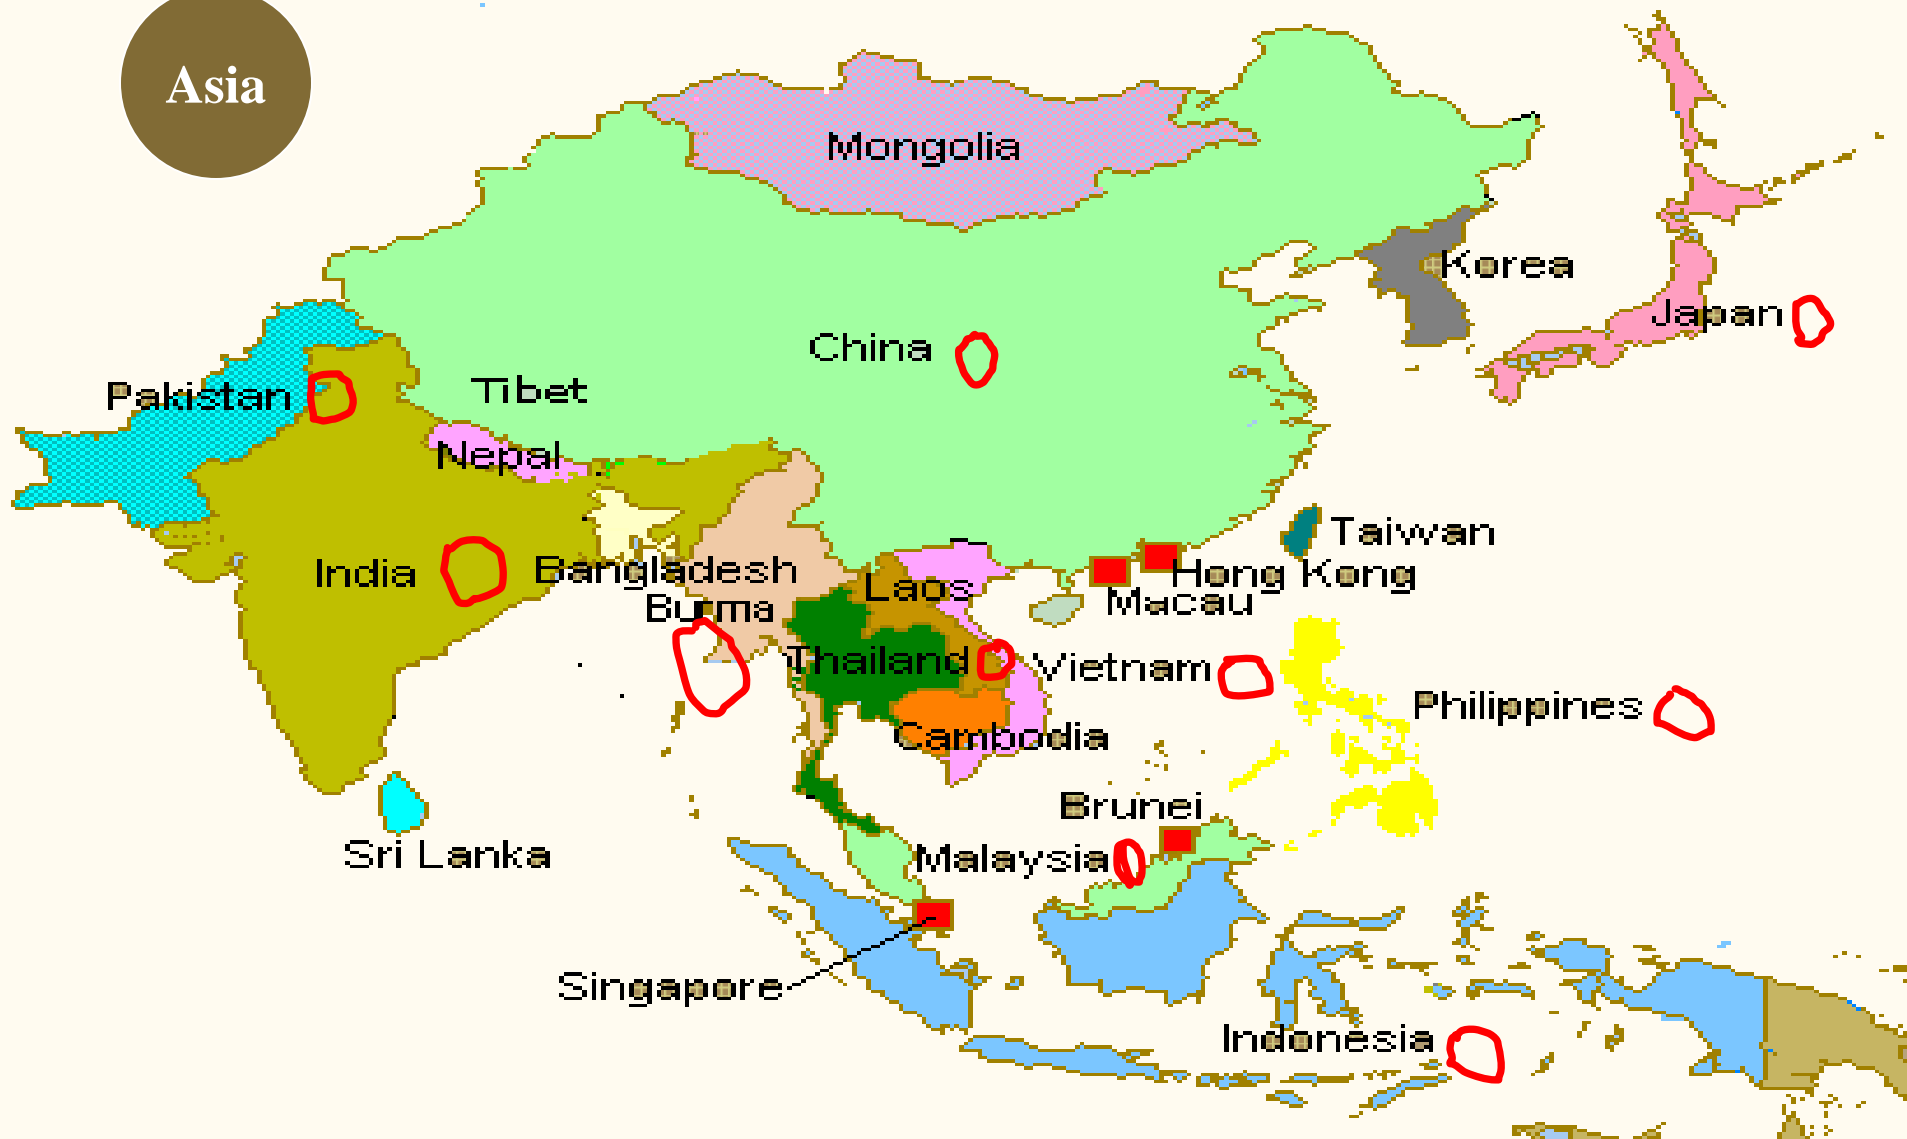 Asia
Mongolia
Korea
Japan
China
Pakistan
Tibet
Nepal
Taiwan
India
Bangladesh
Hong Kong
Laos
Macau
Burma
Thailand
Vietnam
Philippines
Cambodia
Brunei
Sri Lanka
Malaysia
Singapore
Indonesia